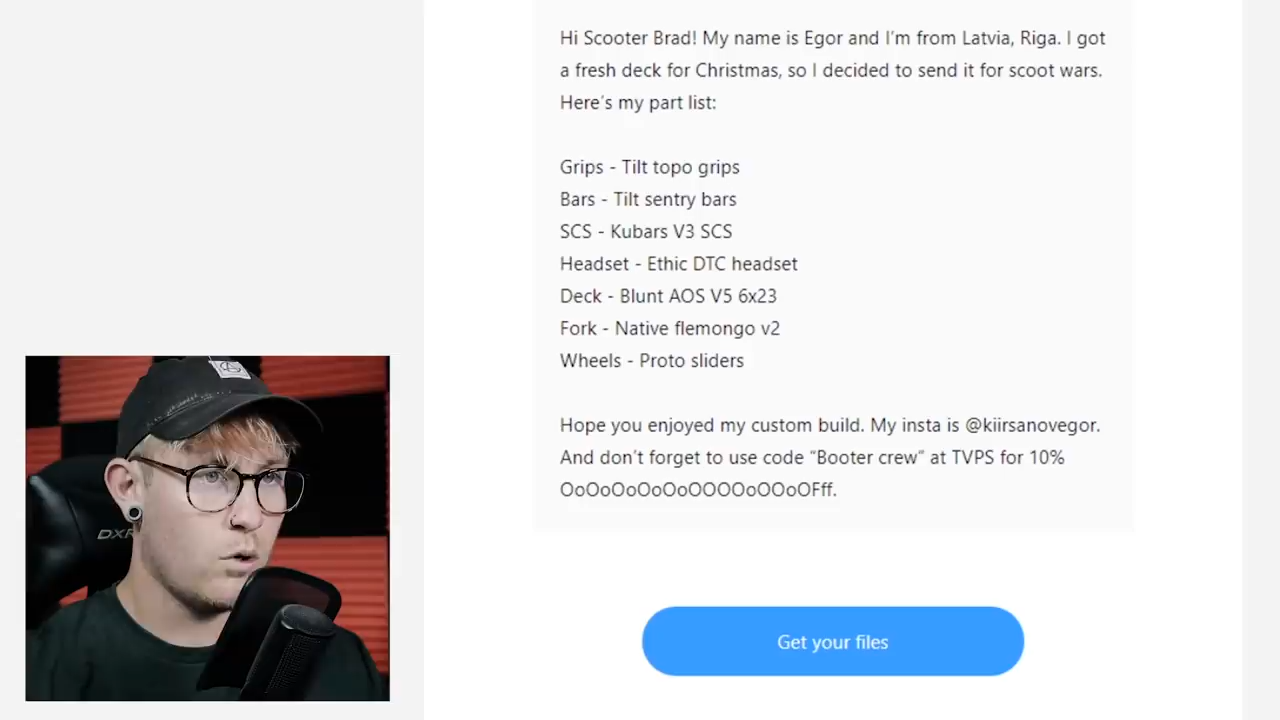 Hi Scooter Brad! My name is Egor and I'm from Latvia, Riga. I got
a fresh deck for Christmas, so I decided to send it for scoot wars.
Here's my part list:
Grips - Tilt topo grips
Bars - Tilt sentry bars
SCS - Kubars V3 SCS
Headset - Ethic DTC headset
Deck - Blunt AOS V5 6x23
Fork - Native flemongo v2
Wheels - Proto sliders
Hope you enjoyed my custom build. My insta is @kiirsanovegor.
And don't forget to use code “Booter crew” at TVPS for 10%
OoOoOoOoOoOOOOoOOoOFff.
Get your files
DXR